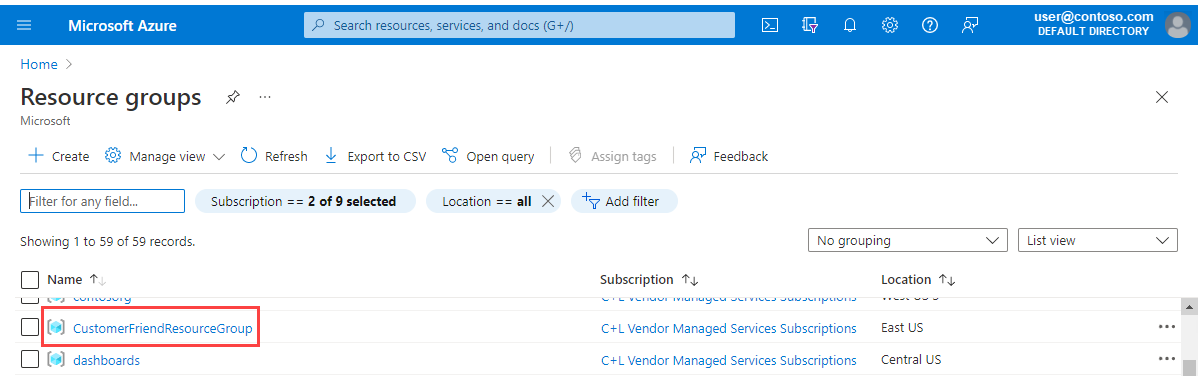 Microsoft Azure
Search resources, services, and docs (G+/)
user@contoso.com
DEFAULT DIRECTORY
Home
Resource groups
Microsoft
Create
Manage view
Refresh
Export to CSV
Open query
Assign tags
Feedback
Filter for any field...
Subscription == 2 of 9 selected
Location == all
Add filter
Showing 1 to 59 of 59 records.
No grouping
List view
Name
Subscription
Location
contosorg C+L Vendor Managed Services Subscriptions
CustomerFriendResourceGroup C+L Vendor Managed Services Subscriptions East US
dashboards C+L Vendor Managed Services Subscriptions Central US